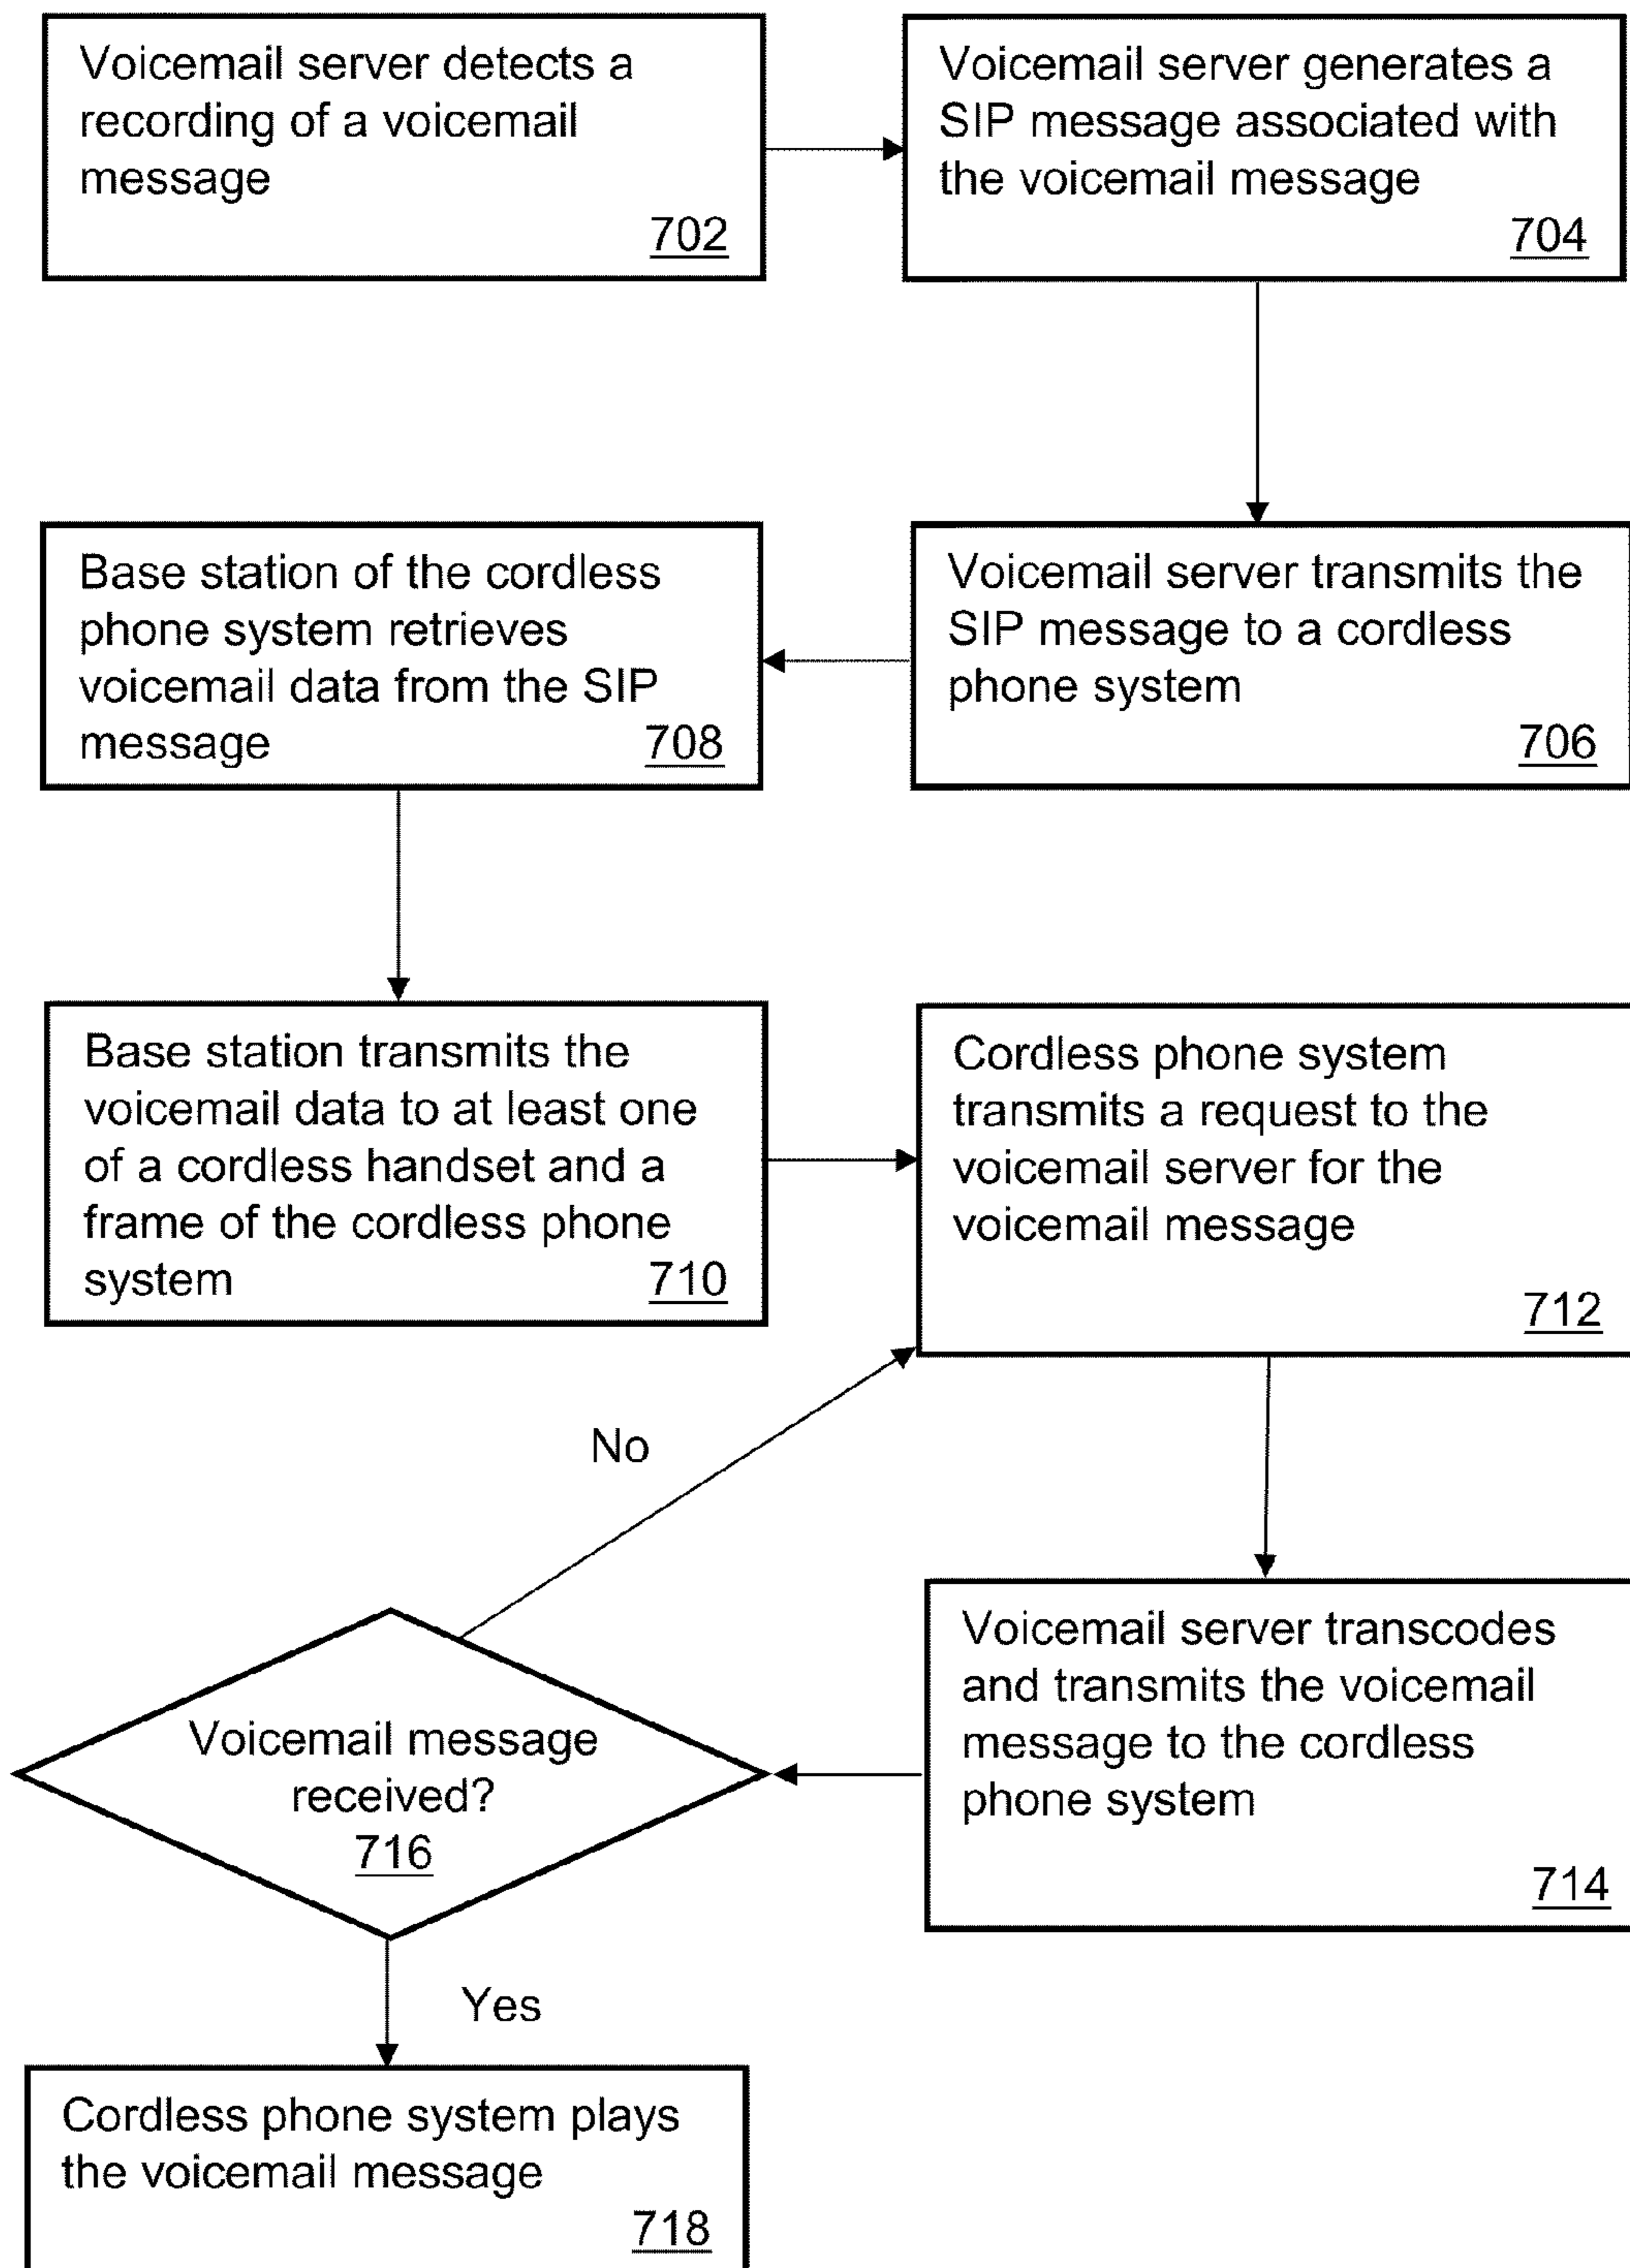 Voicemail server detects a
recording of a voicemail
message
702
Voicemail server generates a
SIP message associated with
the voicemail message
704
Voicemail server transmits the
SIP message to a cordless
phone system
706
Base station of the cordless
phone system retrieves
voicemail data from the SIP
message 708
Base station transmits the
voicemail data to at least one
of a cordless handset and a
frame of the cordless phone
system 710
Cordless phone system
transmits a request to the
voicemail server for the
voicemail message
712
Voicemail server transcodes
and transmits the voicemail
message to the cordless
phone system
714
Voicemail message
received?
716
No
Yes
Cordless phone system plays
the voicemail message
718